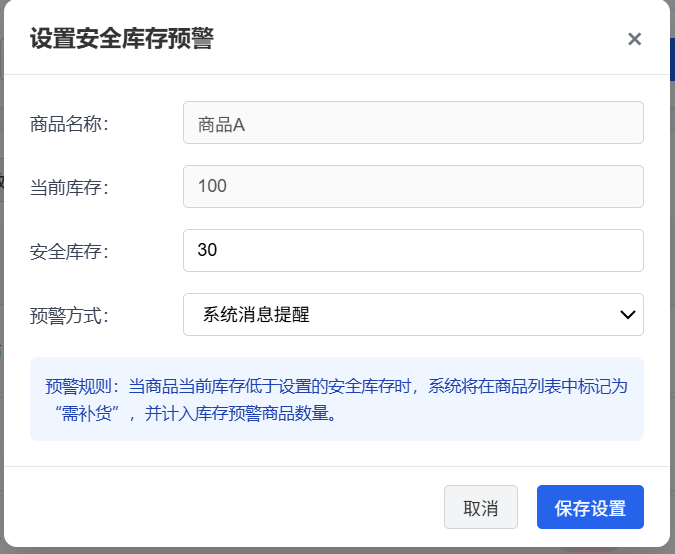 设置安全库存预警
商品名称：
商品A
当前库存：
100
安全库存：
30
预警方式：
系统消息提醒
预警规则：当商品当前库存低于设置的安全库存时，系统将在商品列表中标记为
“需补货”，并计入库存预警商品数量。
取消
保存设置